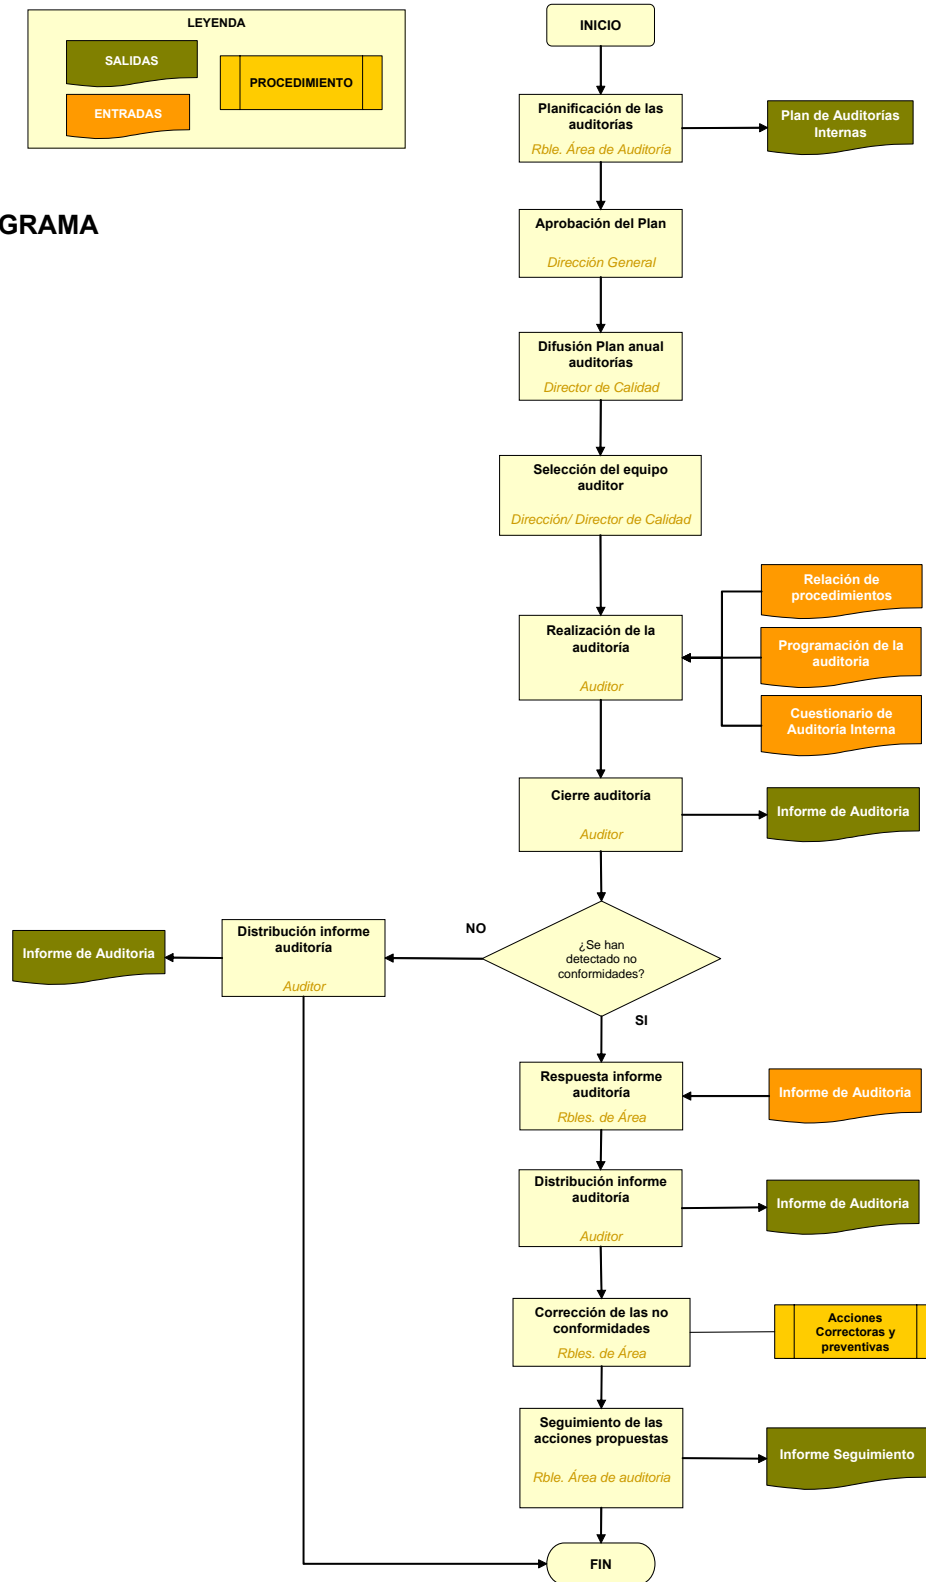 LEYENDA
SALIDAS
PROCEDIMIENTO
ENTRADAS
GRAMA
INICIO
Planificación de las
auditorías
Rble. Área de Auditoría
Plan de Auditorías
Internas
Aprobación del Plan
Dirección General
Difusión Plan anual
auditorías
Director de Calidad
Selección del equipo
auditor
Dirección/ Director de Calidad
Relación de
procedimientos
Realización de la
auditoría
Auditor
Programación de la
auditoria
Cuestionario de
Auditoría Interna
Cierre auditoría
Auditor
Informe de Auditoria
¿Se han
detectado no
conformidades?
NO
Distribución informe
auditoría
Auditor
Informe de Auditoria
SI
Respuesta informe
auditoría
Rbles. de Área
Informe de Auditoria
Distribución informe
auditoría
Auditor
Informe de Auditoria
Corrección de las no
conformidades
Rbles. de Área
Acciones
Correctoras y
preventivas
Seguimiento de las
acciones propuestas
Rble. Área de auditoria
Informe Seguimiento
FIN